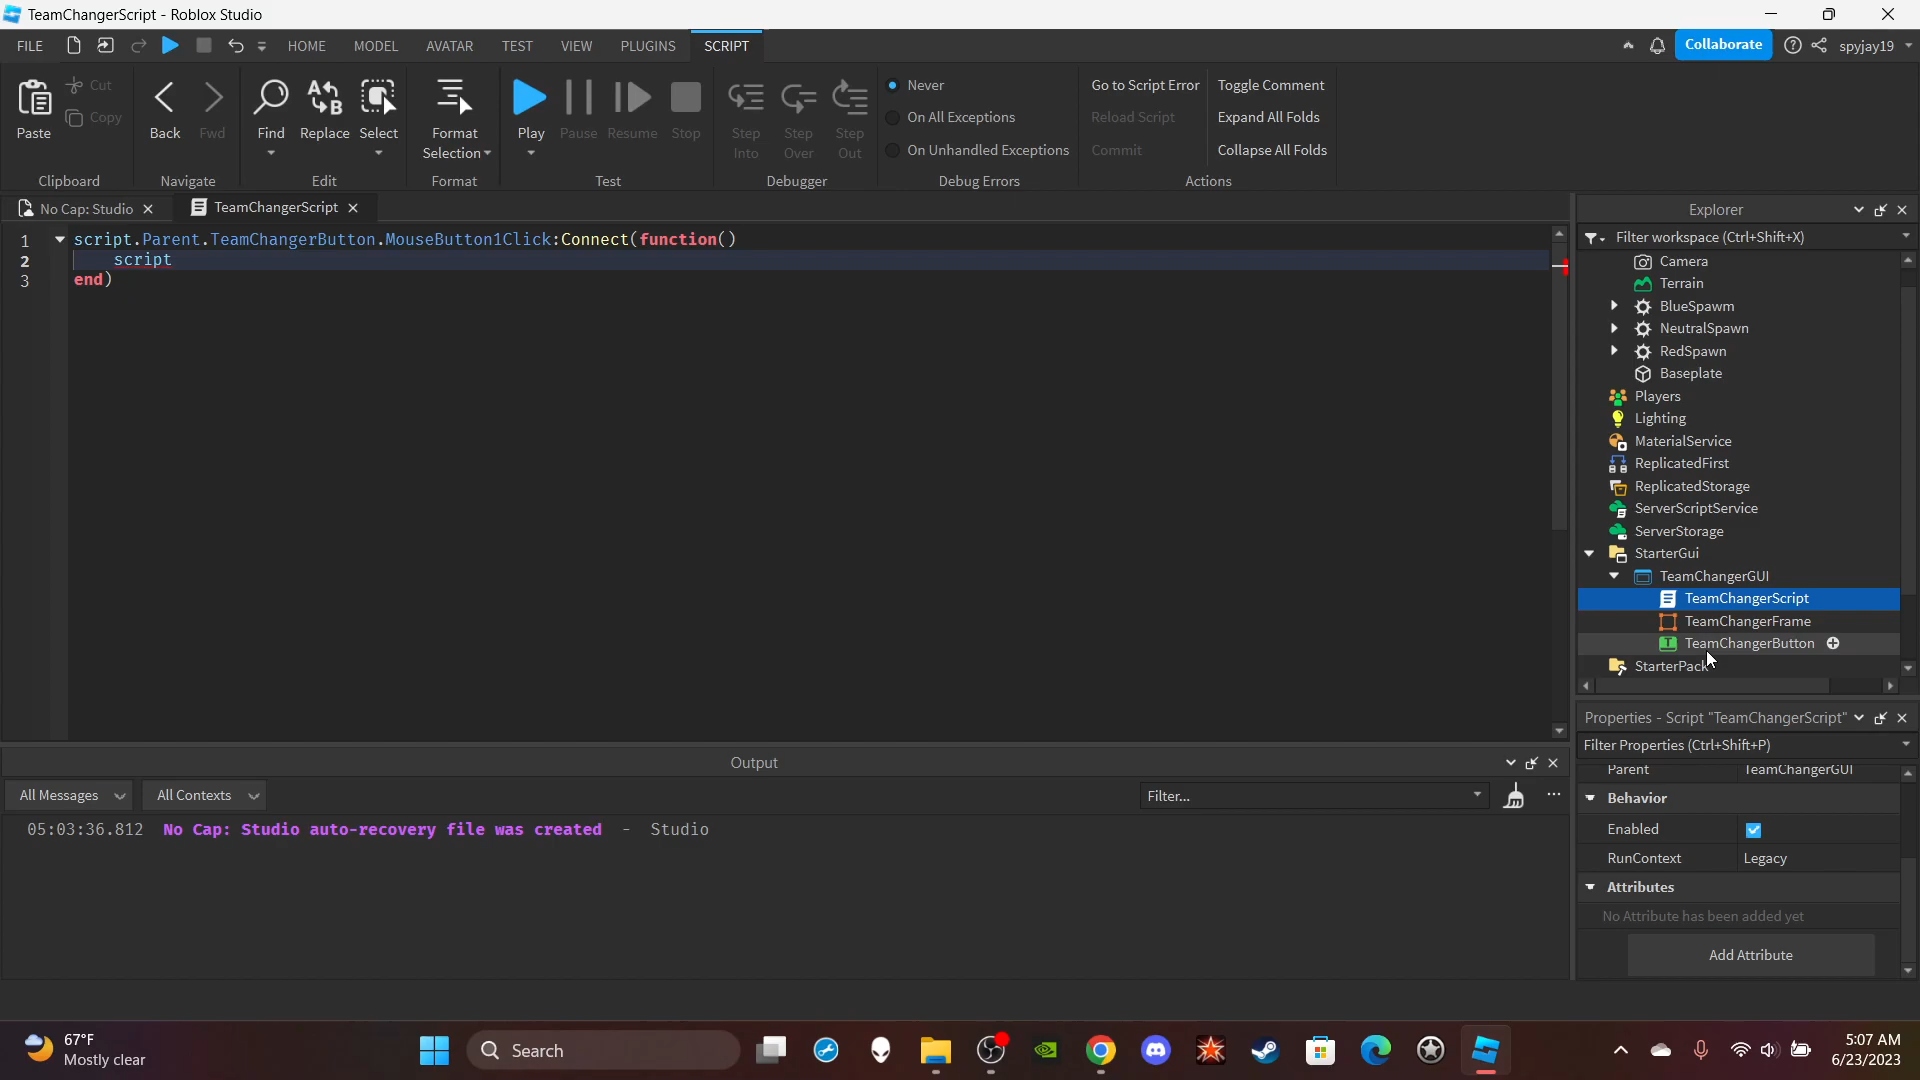 TeamChangerScript - Roblox Studio
FILE HOME MODEL AVATAR TEST VIEW PLUGINS SCRIPT Collaborate spyjay19
Paste Cut Copy Back Fwd Find Replace Select Format Selection Play Pause Resume Stop Step Into Step Over Step Out
Never
On All Exceptions
On Unhandled Exceptions
Go to Script Error
Reload Script
Commit
Toggle Comment
Expand All Folds
Collapse All Folds
Clipboard Navigate Edit Format Test Debugger Debug Errors Actions
No Cap: Studio TeamChangerScript
1 script.Parent.TeamChangerButton.MouseButton1Click:Connect(function()
2 script
3 end)
Explorer
Filter workspace (Ctrl+Shift+X)
Camera
Terrain
BlueSpawn
NeutralSpawn
RedSpawn
Baseplate
Players
Lighting
MaterialService
ReplicatedFirst
ReplicatedStorage
ServerScriptService
ServerStorage
StarterGui
TeamChangerGUI
TeamChangerScript
TeamChangerFrame
TeamChangerButton
StarterPack
Properties - Script "TeamChangerScript"
Filter Properties (Ctrl+Shift+P)
Parent TeamChangerGUI
Behavior
Enabled
RunContext Legacy
Attributes
No Attribute has been added yet
Add Attribute
Output
All Messages All Contexts Filter...
05:03:36.812 No Cap: Studio auto-recovery file was created - Studio
67°F
Mostly clear
Search
5:07 AM
6/23/2023